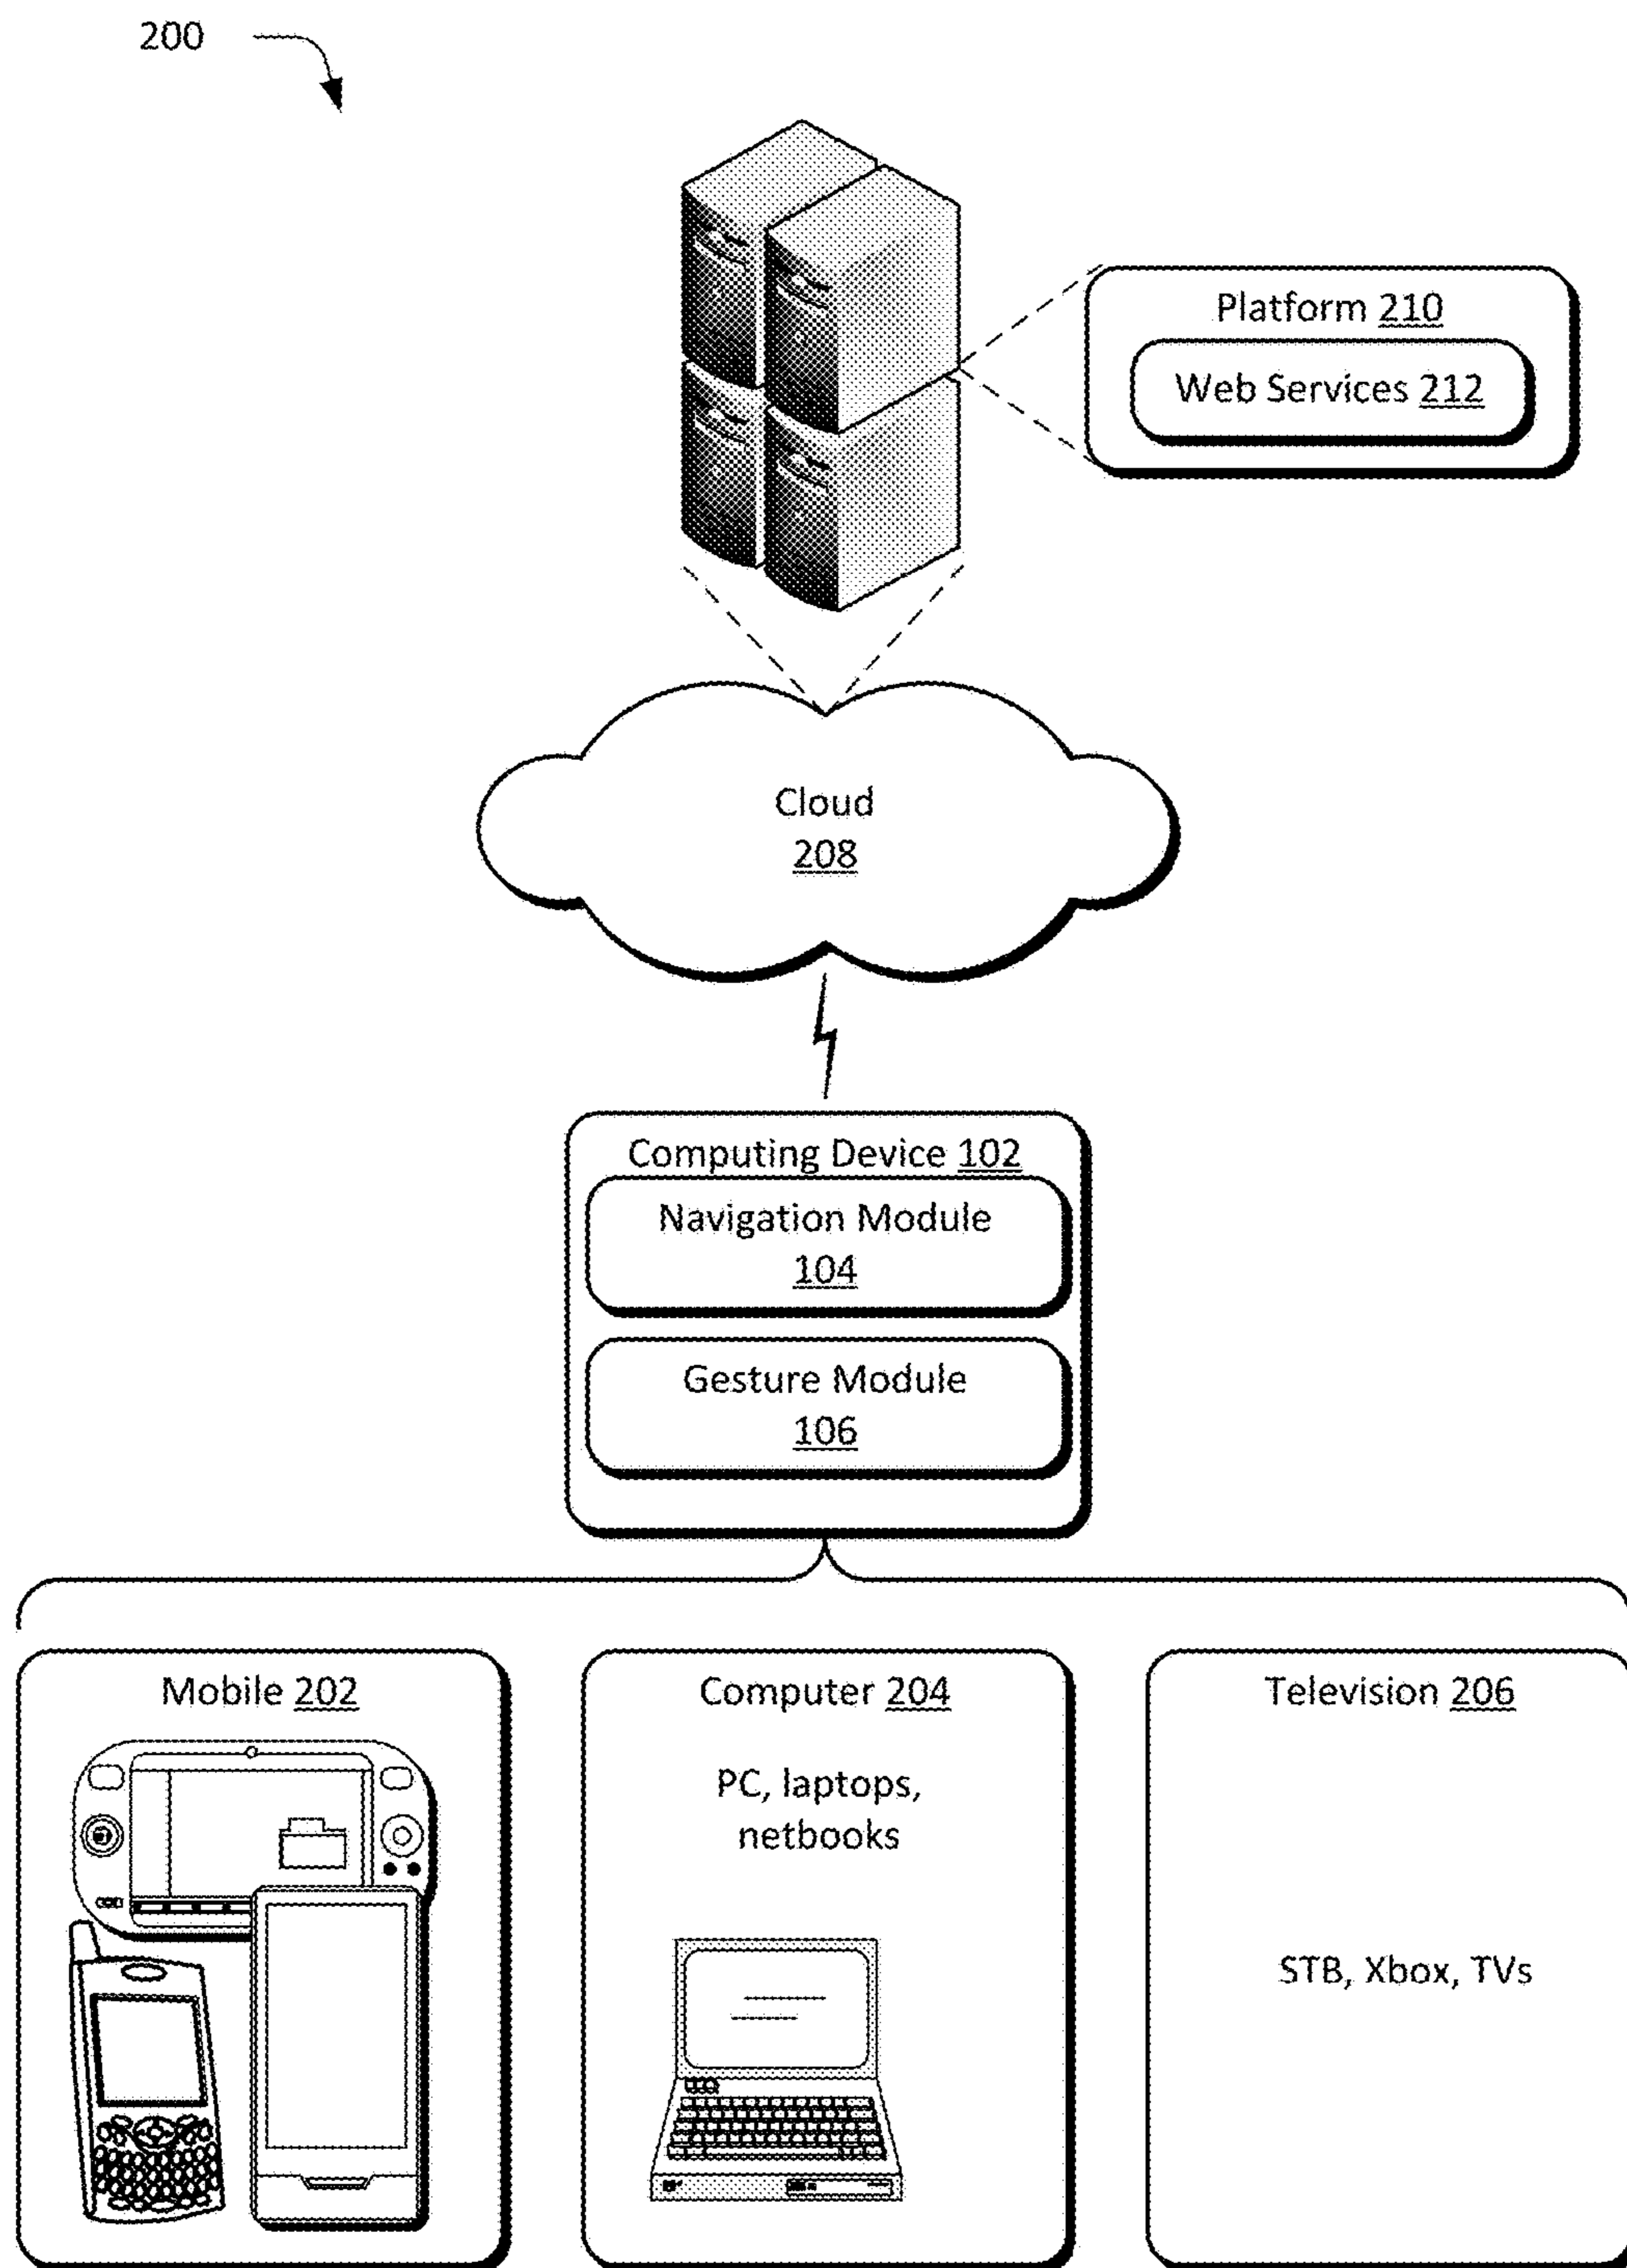 200
Platform 210
Web Services 212
Cloud
208
Computing Device 102
Navigation Module
104
Gesture Module
106
Mobile 202
Computer 204
PC, laptops,
netbooks
Television 206
STB, Xbox, TVs